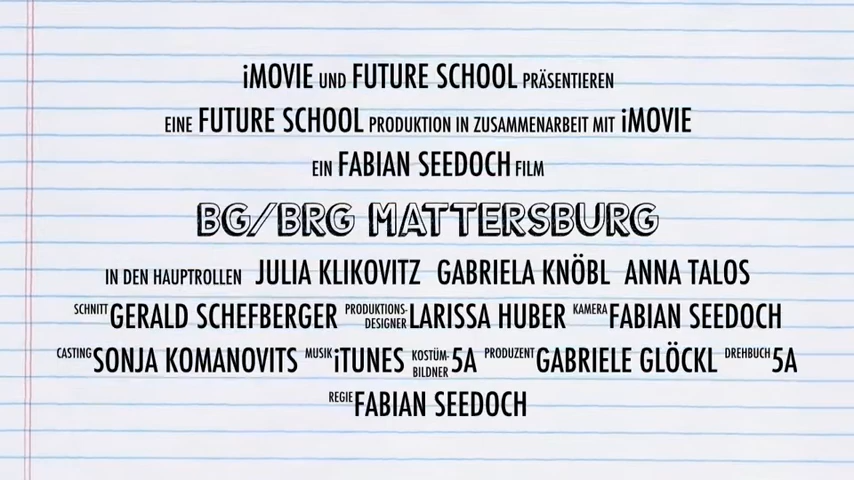 iMOVIE UND FUTURE SCHOOL PRÄSENTIEREN
EINE FUTURE SCHOOL PRODUKTION IN ZUSAMMENARBEIT MIT iMOVIE
EIN FABIAN SEEDOCH FILM
BG/BRG MATTERSBURG
IN DEN HAUPTROLLEN JULIA KLIKOVITZ GABRIELA KNÖBL ANNA TALOS
SCHNITT GERALD SCHEFBERGER PRODUKTIONS-DESIGNER LARISSA HUBER KAMERA FABIAN SEEDOCH
CASTING SONJA KOMANOVITS MUSIK iTUNES KOSTÜM-BILDNER 5A PRODUZENT GABRIELE GLÖCKL DREHBUCH 5A
REGIE FABIAN SEEDOCH